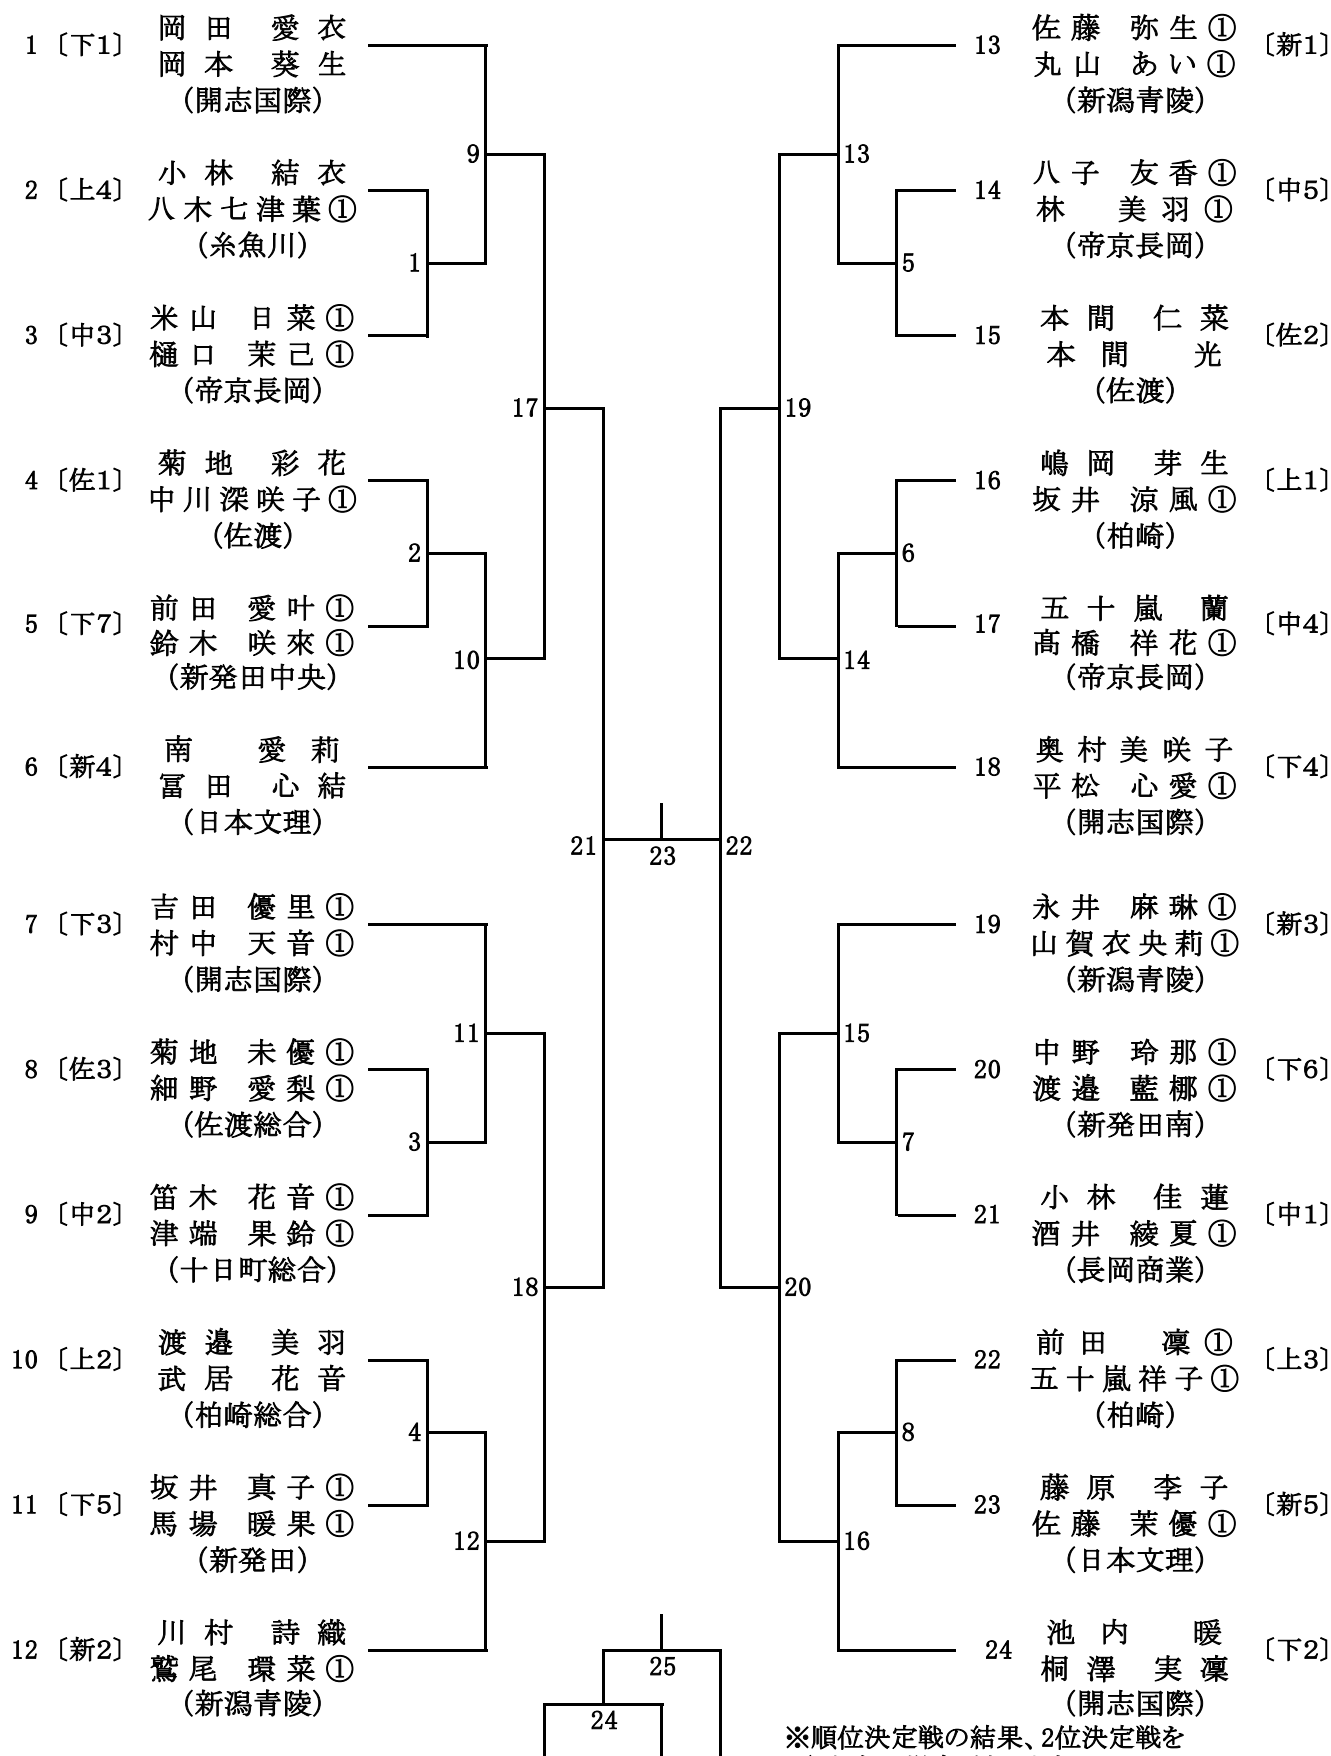 1 〔下1〕 岡田 愛衣
岡本 葵生
(開志国際)
9
2 〔上4〕 小林 結衣
八木七津葉①
(糸魚川)
1
3 〔中3〕 米山 日菜①
樋口 茉己①
(帝京長岡)
17
4 〔佐1〕 菊地 彩花
中川深咲子①
(佐渡)
2
5 〔下7〕 前田 愛叶①
鈴木 咲來①
(新発田中央)
10
6 〔新4〕 南 愛莉
冨田 心結
(日本文理)
21
23
22
7 〔下3〕 吉田 優里①
村中 天音①
(開志国際)
11
8 〔佐3〕 菊地 未優①
細野 愛梨①
(佐渡総合)
3
9 〔中2〕 笛木 花音①
津端 果鈴①
(十日町総合)
18
10 〔上2〕 渡邉 美羽
武居 花音
(柏崎総合)
4
11 〔下5〕 坂井 真子①
馬場 暖果①
(新発田)
12
12 〔新2〕 川村 詩織
鷲尾 環菜①
(新潟青陵)
13 佐藤 弥生① 〔新1〕
丸山 あい①
(新潟青陵)
13
14 八子 友香① 〔中5〕
林 美羽①
(帝京長岡)
5
15 本間 仁菜 〔佐2〕
本間 光
(佐渡)
19
16 嶋岡 芽生 〔上1〕
坂井 涼風①
(柏崎)
6
17 五十嵐 蘭 〔中4〕
髙橋 祥花①
(帝京長岡)
14
18 奥村美咲子 〔下4〕
平松 心愛①
(開志国際)
19 永井 麻琳① 〔新3〕
山賀衣央莉①
(新潟青陵)
15
20 中野 玲那① 〔下6〕
渡邉 藍梛①
(新発田南)
7
21 小林 佳蓮 〔中1〕
酒井 綾夏①
(長岡商業)
20
22 前田 凜① 〔上3〕
五十嵐祥子①
(柏崎)
8
23 藤原 李子 〔新5〕
佐藤 茉優①
(日本文理)
16
24 池内 暖 〔下2〕
桐澤 実凜
(開志国際)
25
24
※順位決定戦の結果、2位決定戦を